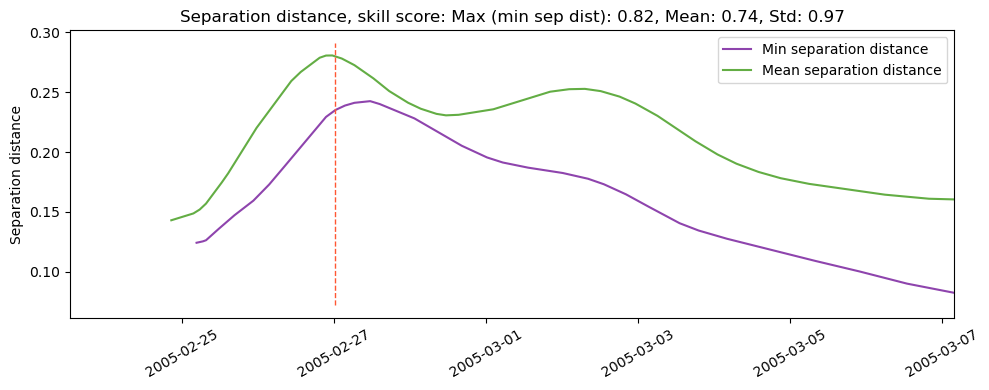 Separation distance, skill score: Max (min sep dist): 0.82, Mean: 0.74, Std: 0.97
Min separation distance
Mean separation distance
Separation distance
0.30
0.25
0.20
0.15
0.10
2005-02-25
2005-02-27
2005-03-01
2005-03-03
2005-03-05
2005-03-07